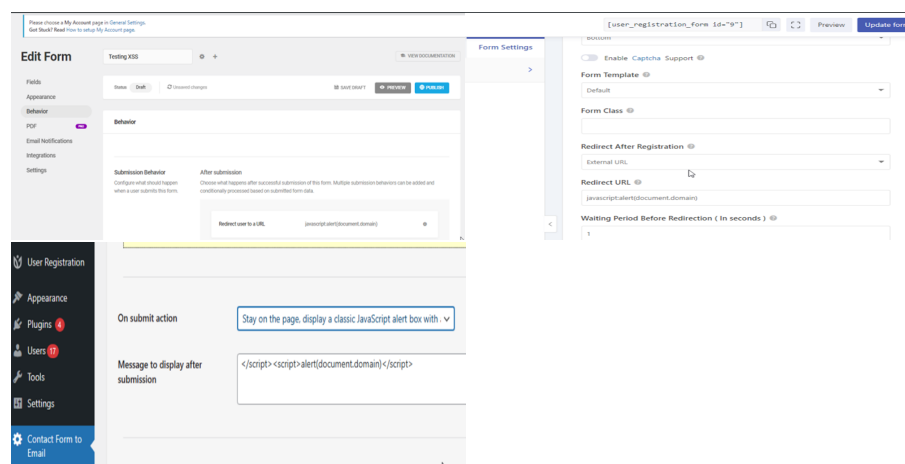 Please choose a My Account page in General Settings.
Get Stuck? Read How to setup My Account page.
Edit Form
Testing XSS
VIEW DOCUMENTATION
Fields
Appearance
Behavior
PDF
Email Notifications
Integrations
Settings
Status Draft Unsaved changes
SAVE DRAFT PREVIEW PUBLISH
Behavior
Submission Behavior
Configure what should happen
when a user submits this form.
After submission
Choose what happens after successful submission of this form. Multiple submission behaviors can be added and
conditionally processed based on submitted form data.
Redirect user to a URL javascript:alert(document.domain)
[user_registration_form id="9"] Preview Update form
Form Settings
Bottom
Enable Captcha Support
Form Template
Default
Form Class
Redirect After Registration
External URL
Redirect URL
javascript:alert(document.domain)
Waiting Period Before Redirection ( In seconds )
1
User Registration
Appearance
Plugins 4
Users 17
Tools
Settings
Contact Form to
Email
On submit action
Stay on the page, display a classic JavaScript alert box with
Message to display after
submission
</script><script>alert(document.domain)</script>